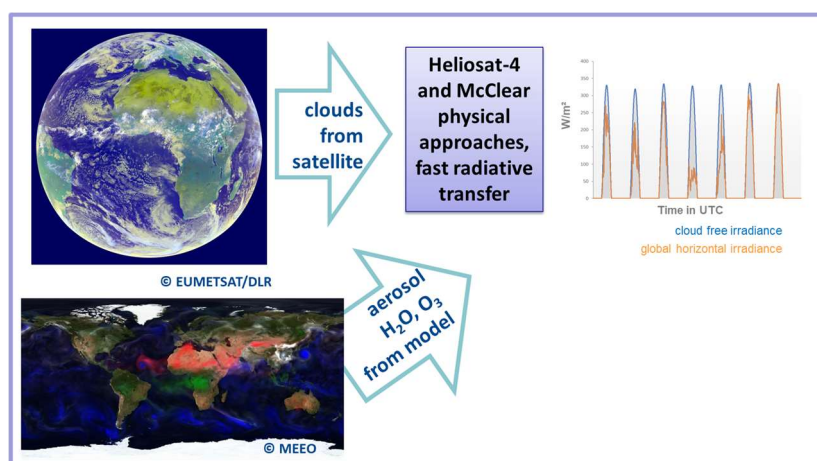 clouds
from
satellite
Heliosat-4
and McClear
physical
approaches,
fast radiative
transfer
W/m²
400
350
300
250
200
150
100
50
0
Time in UTC
cloud free irradiance
global horizontal irradiance
© EUMETSAT/DLR
aerosol
H₂O, O₃
from model
© MEEO